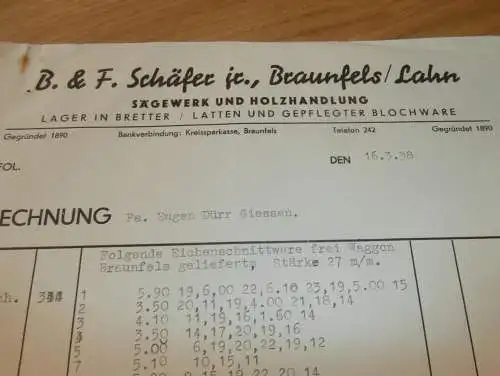 B. & F. Schäfer jr., Braunfels/Lahn
SÄGEWERK UND HOLZHANDLUNG
LAGER IN BRETTER / LATTEN UND GEPFLEGTER BLOCHWARE
Gegründet 1890 Bankverbindung: Kreissparkasse, Braunfels Telefon 242 Gegründet 1890
FOL. DEN 16.3.38
ECHNUNG Fa. Eugen Dürr Giessen.
Folgende Eichenschnittware frei Waggon
Braunfels geliefert, Stärke 27 m/m.
ch. 1 5.90 19,6.00 22,6.10 23,19,5.00 15
2 3.50 20,11,19,4.00 21,18,14
3 4.10 11,19,16,1.60 14
3.50 14,17,20,19,16
5 5.00 6,19,20,22,19,12
7 5.10 10,15,11